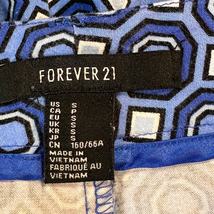 FOREVER 21
US S
CA P
EU S
UK S
KR S
JP S
CN 160/66A
MADE IN
VIETNAM
FABRIQUÉ AU
VIETNAM